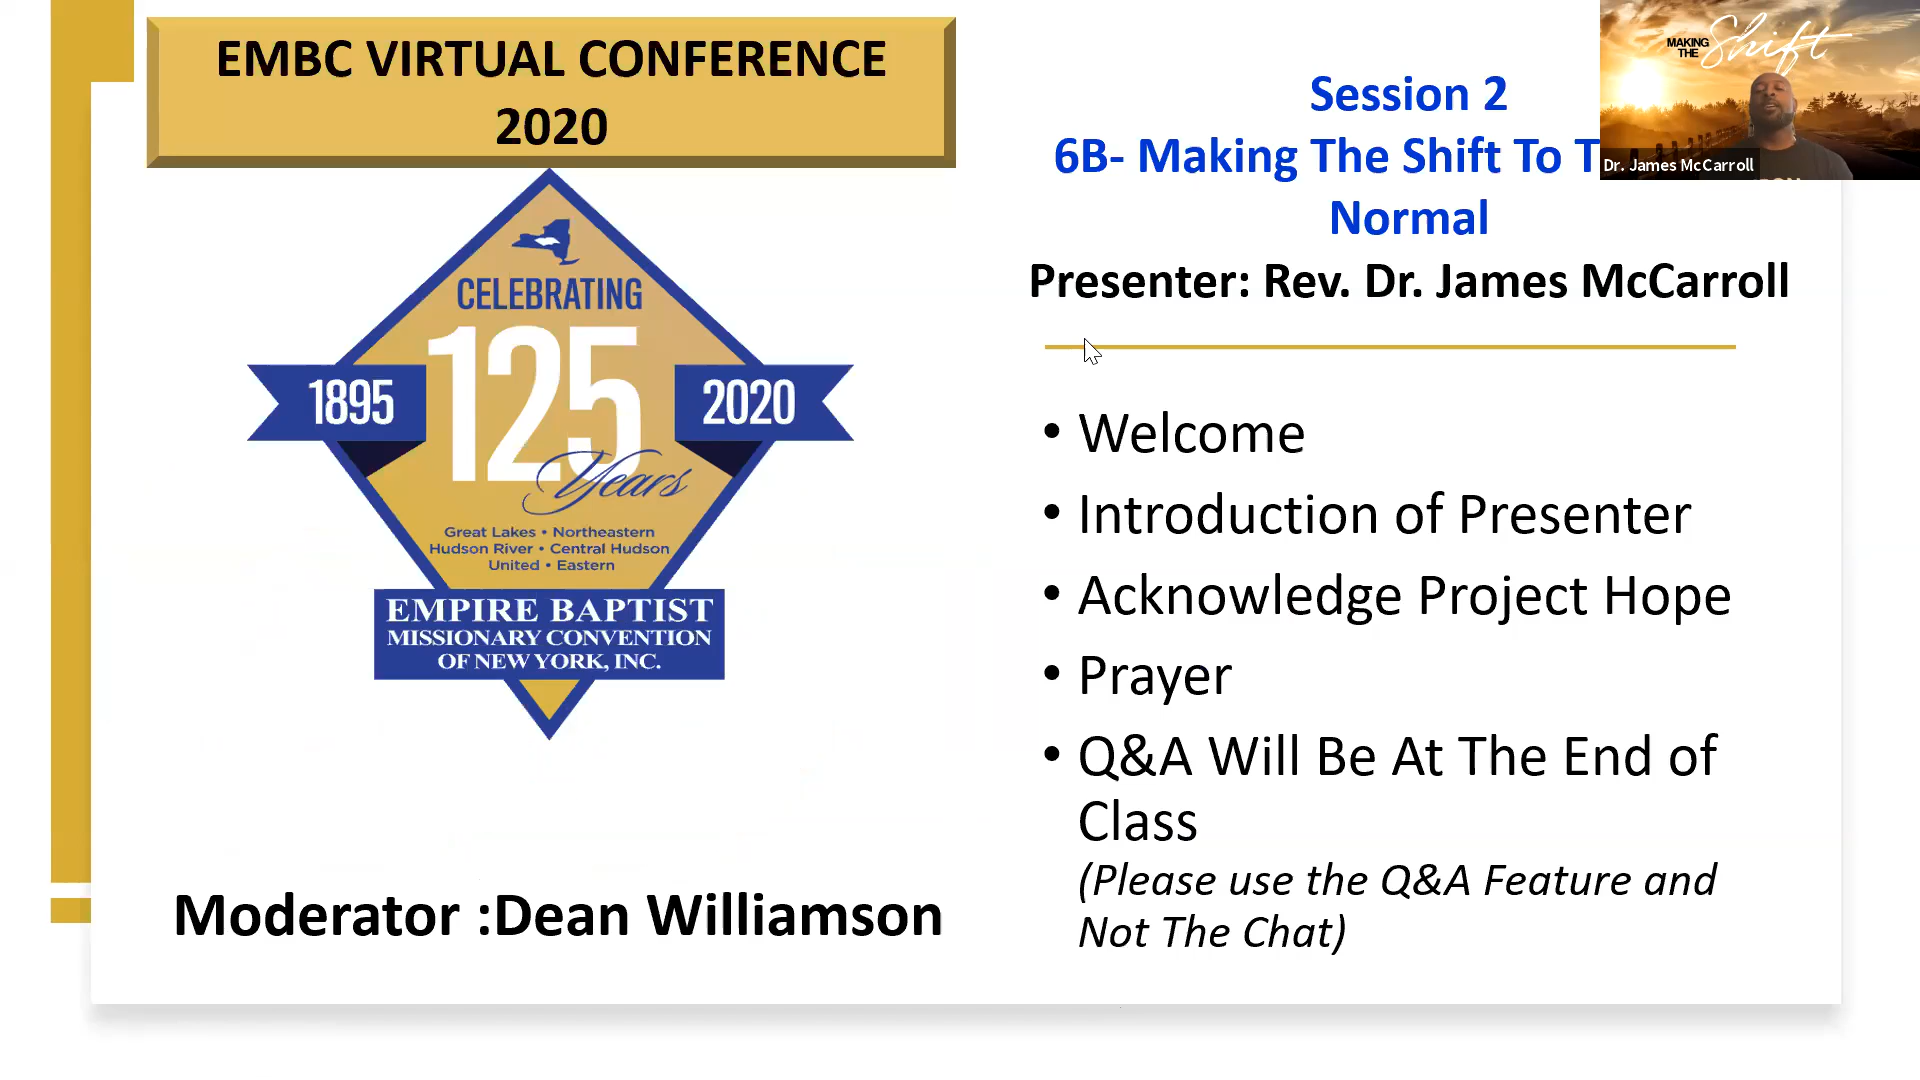 EMBC VIRTUAL CONFERENCE
2020
CELEBRATING
125
Years
1895
2020
Great Lakes • Northeastern
Hudson River • Central Hudson
United • Eastern
EMPIRE BAPTIST
MISSIONARY CONVENTION
OF NEW YORK, INC.
Moderator :Dean Williamson
Session 2
6B- Making The Shift To T
Normal
Presenter: Rev. Dr. James McCarroll
• Welcome
• Introduction of Presenter
• Acknowledge Project Hope
• Prayer
• Q&A Will Be At The End of
Class
(Please use the Q&A Feature and
Not The Chat)
MAKING
THE Shift
Dr. James McCarroll